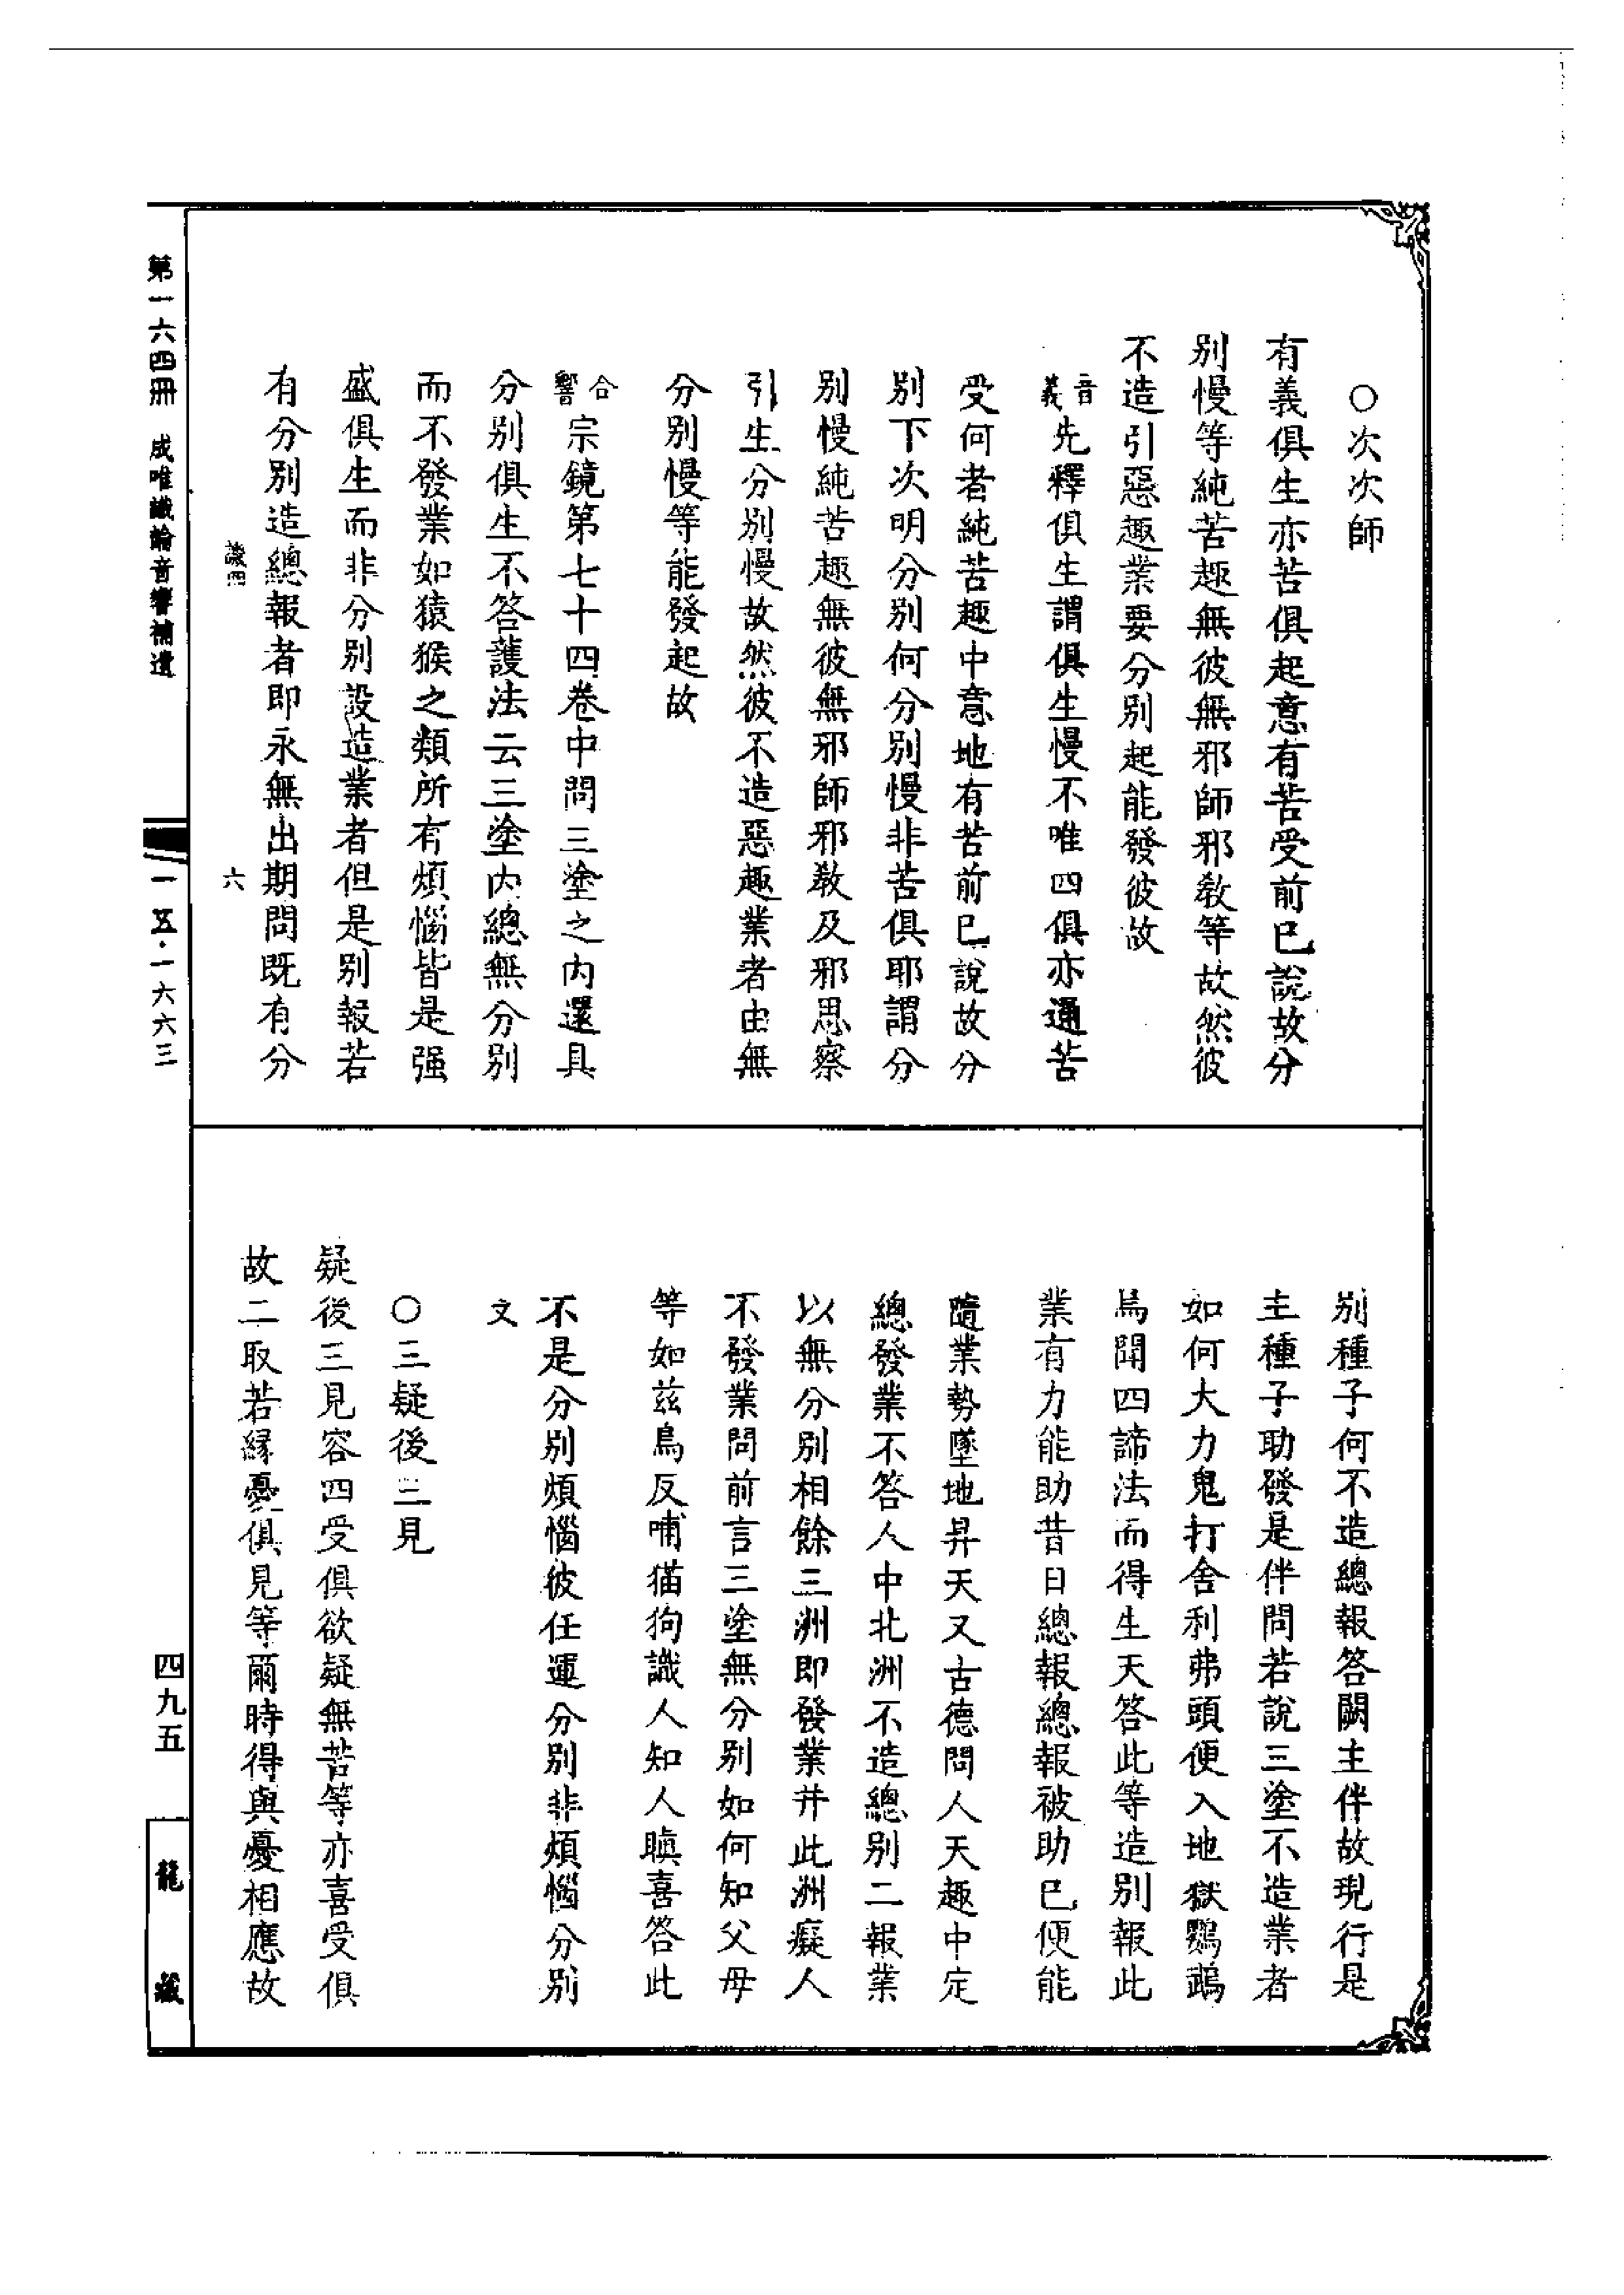 ○次次師
有義俱生亦苦俱起意有苦受前已說故分
別慢等純苦趣無彼無邪師邪教等故然彼
不造引惡趣業要分別起能發彼故
音義先釋俱生謂俱生慢不唯四俱亦通苦
受何者純苦趣中意地有苦前已說故分
別下次明分別何分別慢非苦俱耶謂分
別慢純苦趣無彼無邪師邪教及邪思察
引生分別慢故然彼不造惡趣業者由無
分別慢等能發起故
合響宗鏡第七十四卷中問三塗之內還具
分別俱生不答護法云三塗內總無分別
而不發業如猿猴之類所有煩惱皆是强
盛俱生而非分別設造業者但是別報若
有分別造總報者即永無出期問既有分
譏四 六
別種子何不造總報答闕主伴故現行是
主種子助發是伴問若說三塗不造業者
如何大力鬼打舍利弗頭便入地獄鸚鵡
烏聞四諦法而得生天答此等造別報此
業有力能助昔日總報總報被助已便能
隨業勢墜地昇天又古德問人天趣中定
總發業不答人中北洲不造總別二報業
以無分別相餘三洲即發業并此洲癡人
不發業問前言三塗無分別如何知父母
等如茲鳥反哺猫狗識人知人瞋喜答此
不是分別煩惱彼任運分別非煩惱分別
文
○三疑後三見
疑後三見容四受俱欲疑無苦等亦喜受俱
故二取若緣憂俱見等爾時得與憂相應故
第一六四冊 成唯識論音響補遺
一一五·一六六三
四九五
龍藏